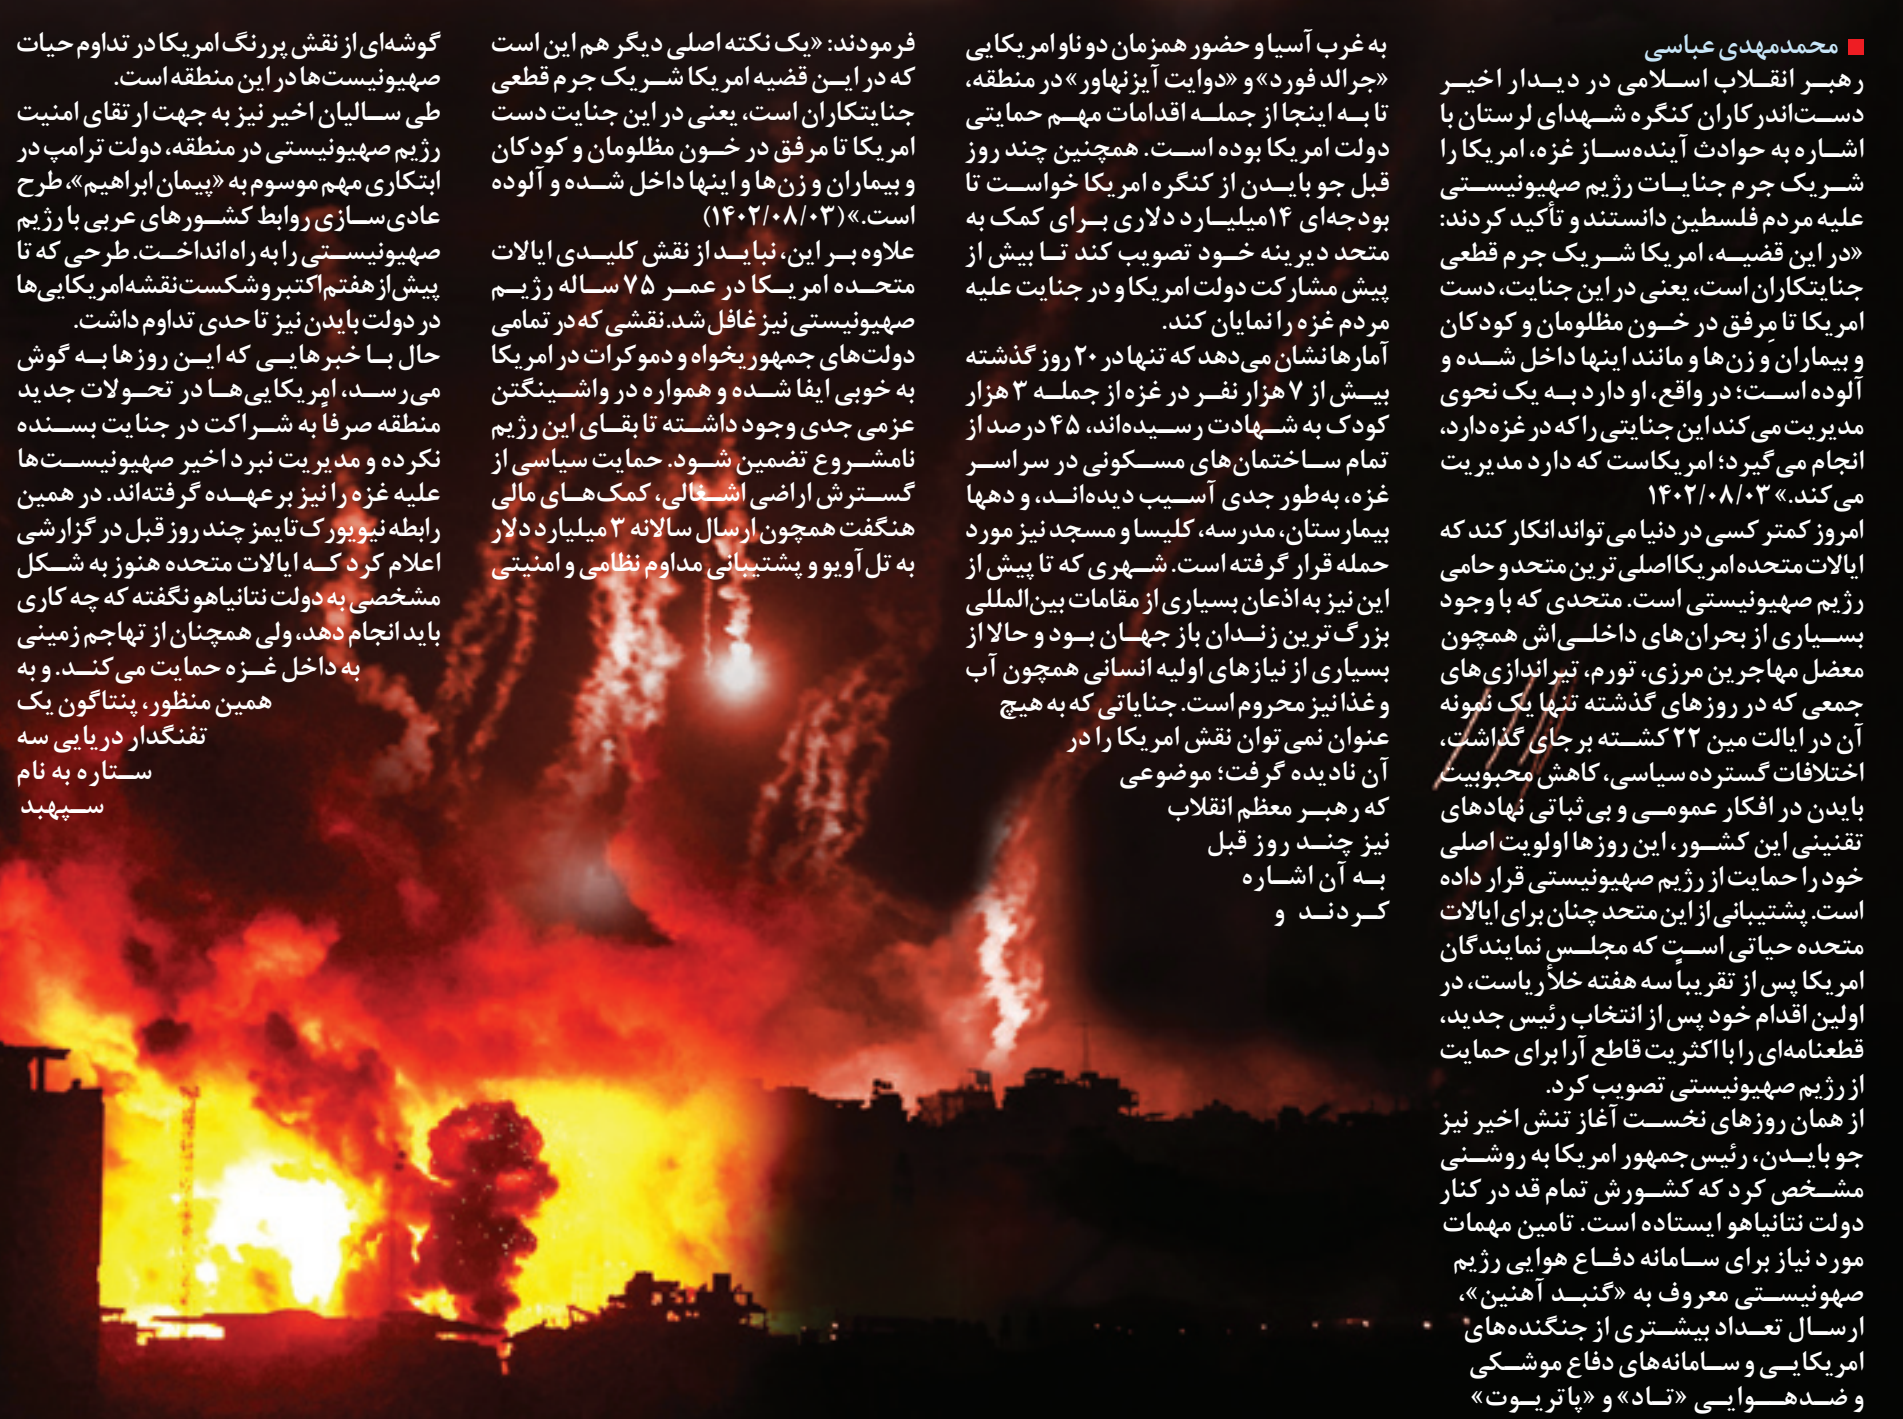 محمدمهدی عباسی
رهبر انقلاب اسلامی در دیدار اخیر
دست‌اندرکاران کنگره شهدای لرستان با
اشاره به حوادث آینده‌ساز غزه، امریکا را
شریک جرم جنایات رژیم صهیونیستی
علیه مردم فلسطین دانستند و تأکید کردند:
«در این قضیه، امریکا شریک جرم قطعی
جنایتکاران است، یعنی در این جنایت، دست
امریکا تا مِرفق در خون مظلومان و کودکان
و بیماران و زن‌ها و مانند اینها داخل شده و
آلوده است؛ در واقع، او دارد به یک نحوی
مدیریت می‌کند این جنایتی را که در غزه دارد،
انجام می‌گیرد؛ امریکاست که دارد مدیریت
می‌کند.» ۱۴۰۲/۰۸/۰۳
امروز کمتر کسی در دنیا می‌تواند انکار کند که
ایالات متحده امریکا اصلی‌ترین متحد و حامی
رژیم صهیونیستی است. متحدی که با وجود
بسیاری از بحران‌های داخلی‌اش همچون
معضل مهاجرین مرزی، تورم، تیراندازی‌های
جمعی که در روزهای گذشته تنها یک نمونه
آن در ایالت مین ۲۲ کشته بر جای گذاشت،
اختلافات گسترده سیاسی، کاهش محبوبیت
بایدن در افکار عمومی و بی‌ثباتی نهادهای
تقنینی این کشور، این روزها اولویت اصلی
خود را حمایت از رژیم صهیونیستی قرار داده
است. پشتیبانی از این متحد چنان برای ایالات
متحده حیاتی است که مجلس نمایندگان
امریکا پس از تقریباً سه هفته خلأ ریاست، در
اولین اقدام خود پس از انتخاب رئیس جدید،
قطعنامه‌ای را با اکثریت قاطع آرا برای حمایت
از رژیم صهیونیستی تصویب کرد.
از همان روزهای نخست آغاز تنش اخیر نیز
جو بایدن، رئیس‌جمهور امریکا به روشنی
مشخص کرد که کشورش تمام قد در کنار
دولت نتانیاهو ایستاده است. تامین مهمات
مورد نیاز برای سامانه دفاع هوایی رژیم
صهونیستی معروف به «گنبد آهنین»،
ارسال تعداد بیشتری از جنگنده‌های
امریکایی و سامانه‌های دفاع موشکی
و ضدهوایی «تاد» و «پاتریوت»
به غرب آسیا و حضور همزمان دو ناو امریکایی
«جرالد فورد» و «دوایت آیزنهاور» در منطقه،
تا به اینجا از جمله اقدامات مهم حمایتی
دولت امریکا بوده است. همچنین چند روز
قبل جو بایدن از کنگره امریکا خواست تا
بودجه‌ای ۱۴میلیارد دلاری برای کمک به
متحد دیرینه خود تصویب کند تا بیش از
پیش مشارکت دولت امریکا و در جنایت علیه
مردم غزه را نمایان کند.
آمارها نشان می‌دهد که تنها در ۲۰ روز گذشته
بیش از ۷ هزار نفر در غزه از جمله ۳ هزار
کودک به شهادت رسیده‌اند، ۴۵ درصد از
تمام ساختمان‌های مسکونی در سراسر
غزه، به‌طور جدی آسیب دیده‌اند، و دهها
بیمارستان، مدرسه، کلیسا و مسجد نیز مورد
حمله قرار گرفته است. شهری که تا پیش از
این نیز به اذعان بسیاری از مقامات بین‌المللی
بزرگ‌ترین زندان باز جهان بود و حالا از
بسیاری از نیازهای اولیه انسانی همچون آب
و غذا نیز محروم است. جنایاتی که به هیچ
عنوان نمی‌توان نقش امریکا را در
آن نادیده گرفت؛ موضوعی
که رهبر معظم انقلاب
نیز چند روز قبل
به آن اشاره
کردند و
فرمودند: «یک نکته اصلی دیگر هم این است
که در این قضیه امریکا شریک جرم قطعی
جنایتکاران است، یعنی در این جنایت دست
امریکا تا مرفق در خون مظلومان و کودکان
و بیماران و زن‌ها و اینها داخل شده و آلوده
است.» (۱۴۰۲/۰۸/۰۳)
علاوه بر این، نباید از نقش کلیدی ایالات
متحده امریکا در عمر ۷۵ ساله رژیم
صهیونیستی نیز غافل شد. نقشی که در تمامی
دولت‌های جمهوریخواه و دموکرات در امریکا
به خوبی ایفا شده و همواره در واشینگتن
عزمی جدی وجود داشته تا بقای این رژیم
نامشروع تضمین شود. حمایت سیاسی از
گسترش اراضی اشغالی، کمک‌های مالی
هنگفت همچون ارسال سالانه ۳ میلیارد دلار
به تل آویو و پشتیبانی مداوم نظامی و امنیتی
گوشه‌ای از نقش پررنگ امریکا در تداوم حیات
صهیونیست‌ها در این منطقه است.
طی سالیان اخیر نیز به جهت ارتقای امنیت
رژیم صهیونیستی در منطقه، دولت ترامپ در
ابتکاری مهم موسوم به «پیمان ابراهیم»، طرح
عادی‌سازی روابط کشورهای عربی با رژیم
صهیونیستی را به راه انداخت. طرحی که تا
پیش از هفتم اکتبر و شکست نقشه امریکایی‌ها
در دولت بایدن نیز تا حدی تداوم داشت.
حال با خبرهایی که این روزها به گوش
می‌رسد، امریکایی‌ها در تحولات جدید
منطقه صرفاً به شراکت در جنایت بسنده
نکرده و مدیریت نبرد اخیر صهیونیست‌ها
علیه غزه را نیز بر عهده گرفته‌اند. در همین
رابطه نیویورک تایمز چند روز قبل در گزارشی
اعلام کرد که ایالات متحده هنوز به شکل
مشخصی به دولت نتانیاهو نگفته که چه کاری
باید انجام دهد، ولی همچنان از تهاجم زمینی
به داخل غزه حمایت می‌کند. و به
همین منظور، پنتاگون یک
تفنگدار دریایی سه
ستاره به نام
سپهبد